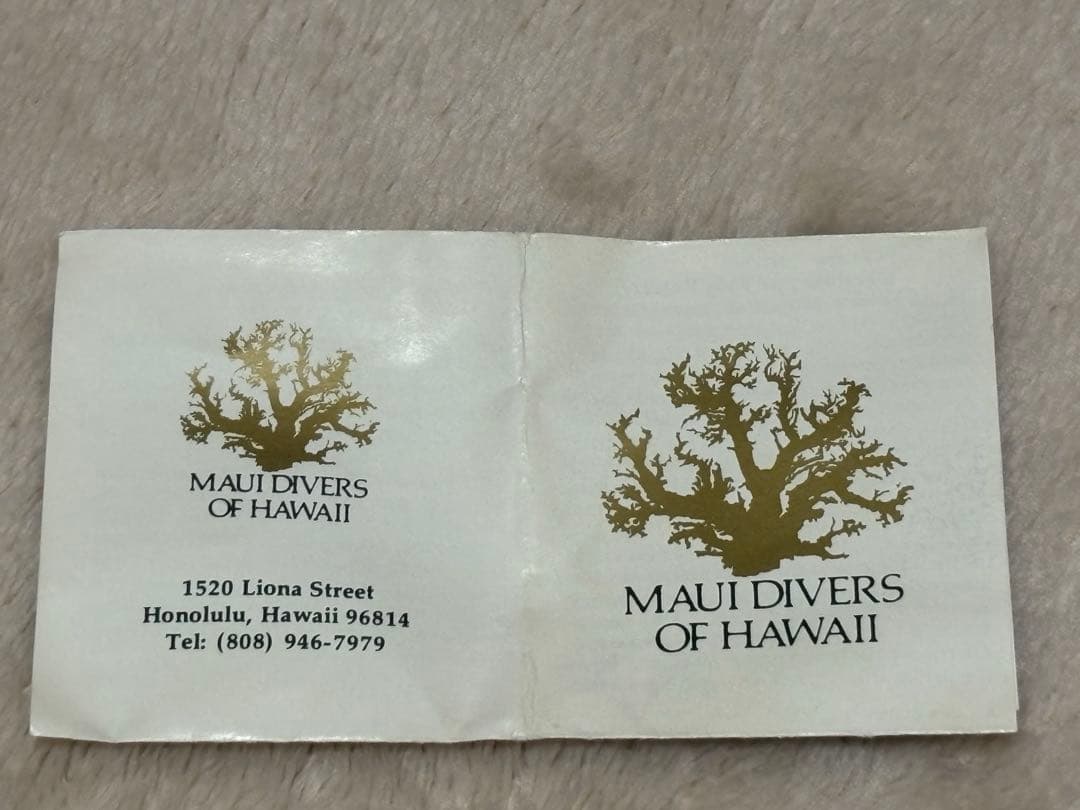 MAUI DIVERS
OF HAWAII
1520 Liona Street
Honolulu, Hawaii 96814
Tel: (808) 946-7979
MAUI DIVERS
OF HAWAII